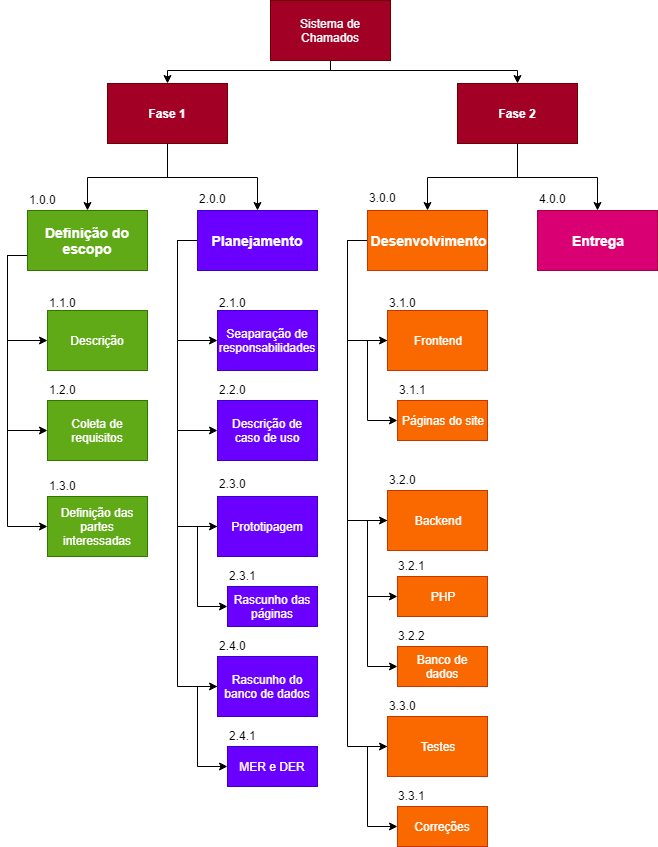 Sistema de
Chamados
Fase 1
Fase 2
1.0.0
Definição do
escopo
2.0.0
Planejamento
3.0.0
Desenvolvimento
4.0.0
Entrega
1.1.0
Descrição
1.2.0
Coleta de
requisitos
1.3.0
Definição das
partes
interessadas
2.1.0
Seaparação de
responsabilidades
2.2.0
Descrição de
caso de uso
2.3.0
Prototipagem
2.3.1
Rascunho das
páginas
2.4.0
Rascunho do
banco de dados
2.4.1
MER e DER
3.1.0
Frontend
3.1.1
Páginas do site
3.2.0
Backend
3.2.1
PHP
3.2.2
Banco de
dados
3.3.0
Testes
3.3.1
Correções